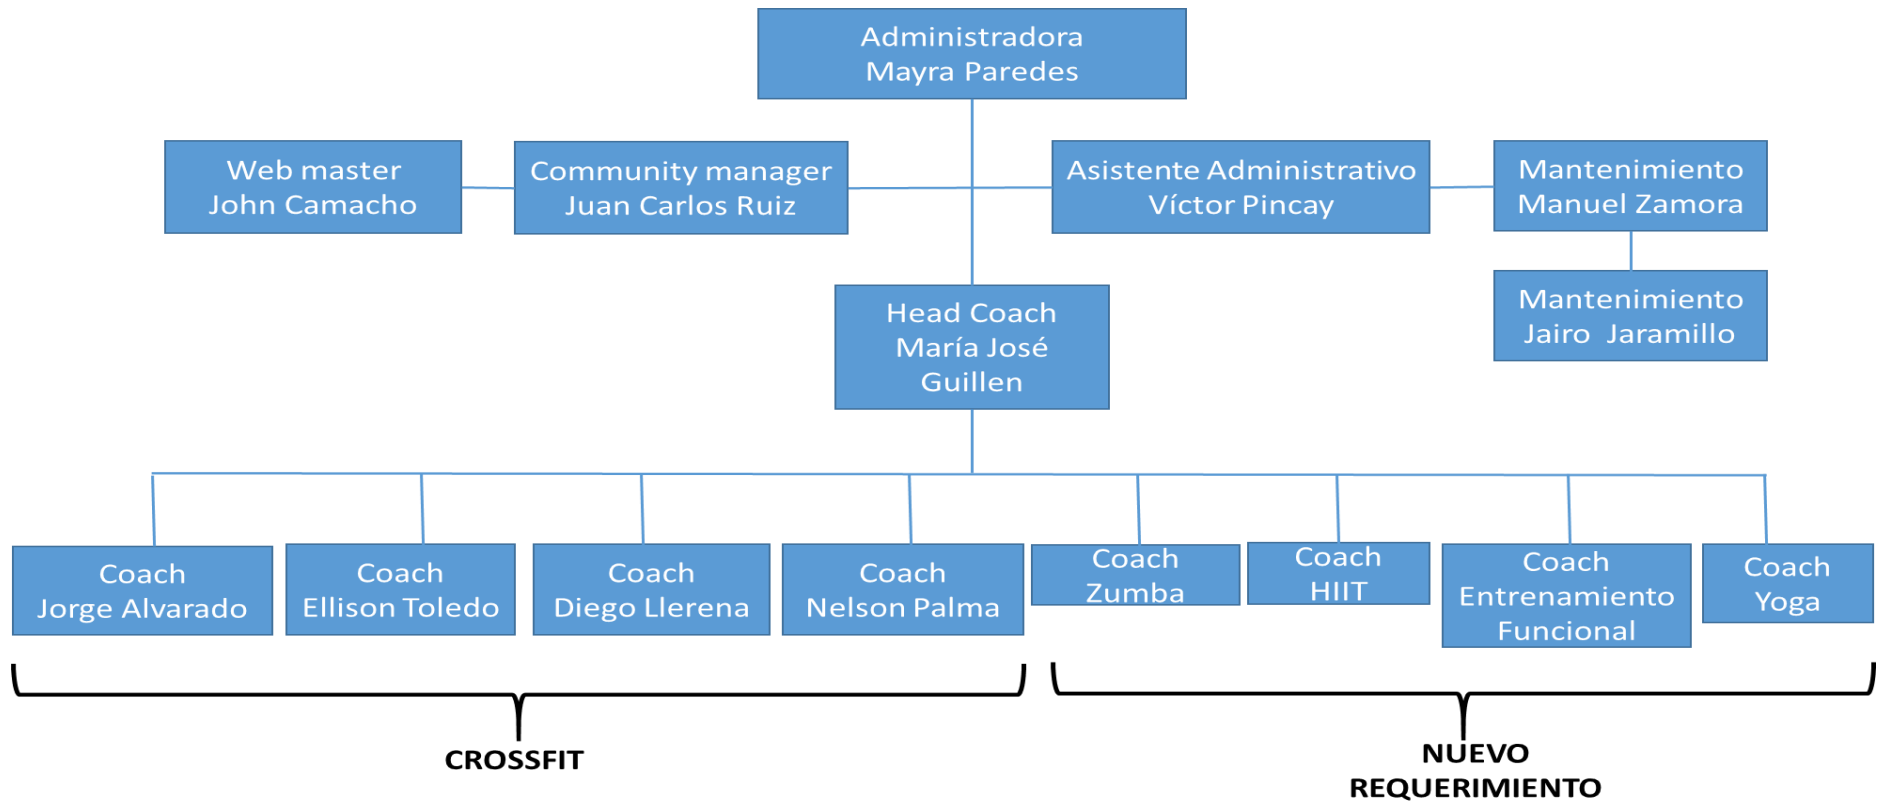 Administradora
Mayra Paredes
Web master
John Camacho
Community manager
Juan Carlos Ruiz
Asistente Administrativo
Víctor Pincay
Mantenimiento
Manuel Zamora
Mantenimiento
Jairo Jaramillo
Head Coach
María José
Guillen
Coach
Jorge Alvarado
Coach
Ellison Toledo
Coach
Diego Llerena
Coach
Nelson Palma
Coach
Zumba
Coach
HIIT
Coach
Entrenamiento
Funcional
Coach
Yoga
CROSSFIT
NUEVO
REQUERIMIENTO